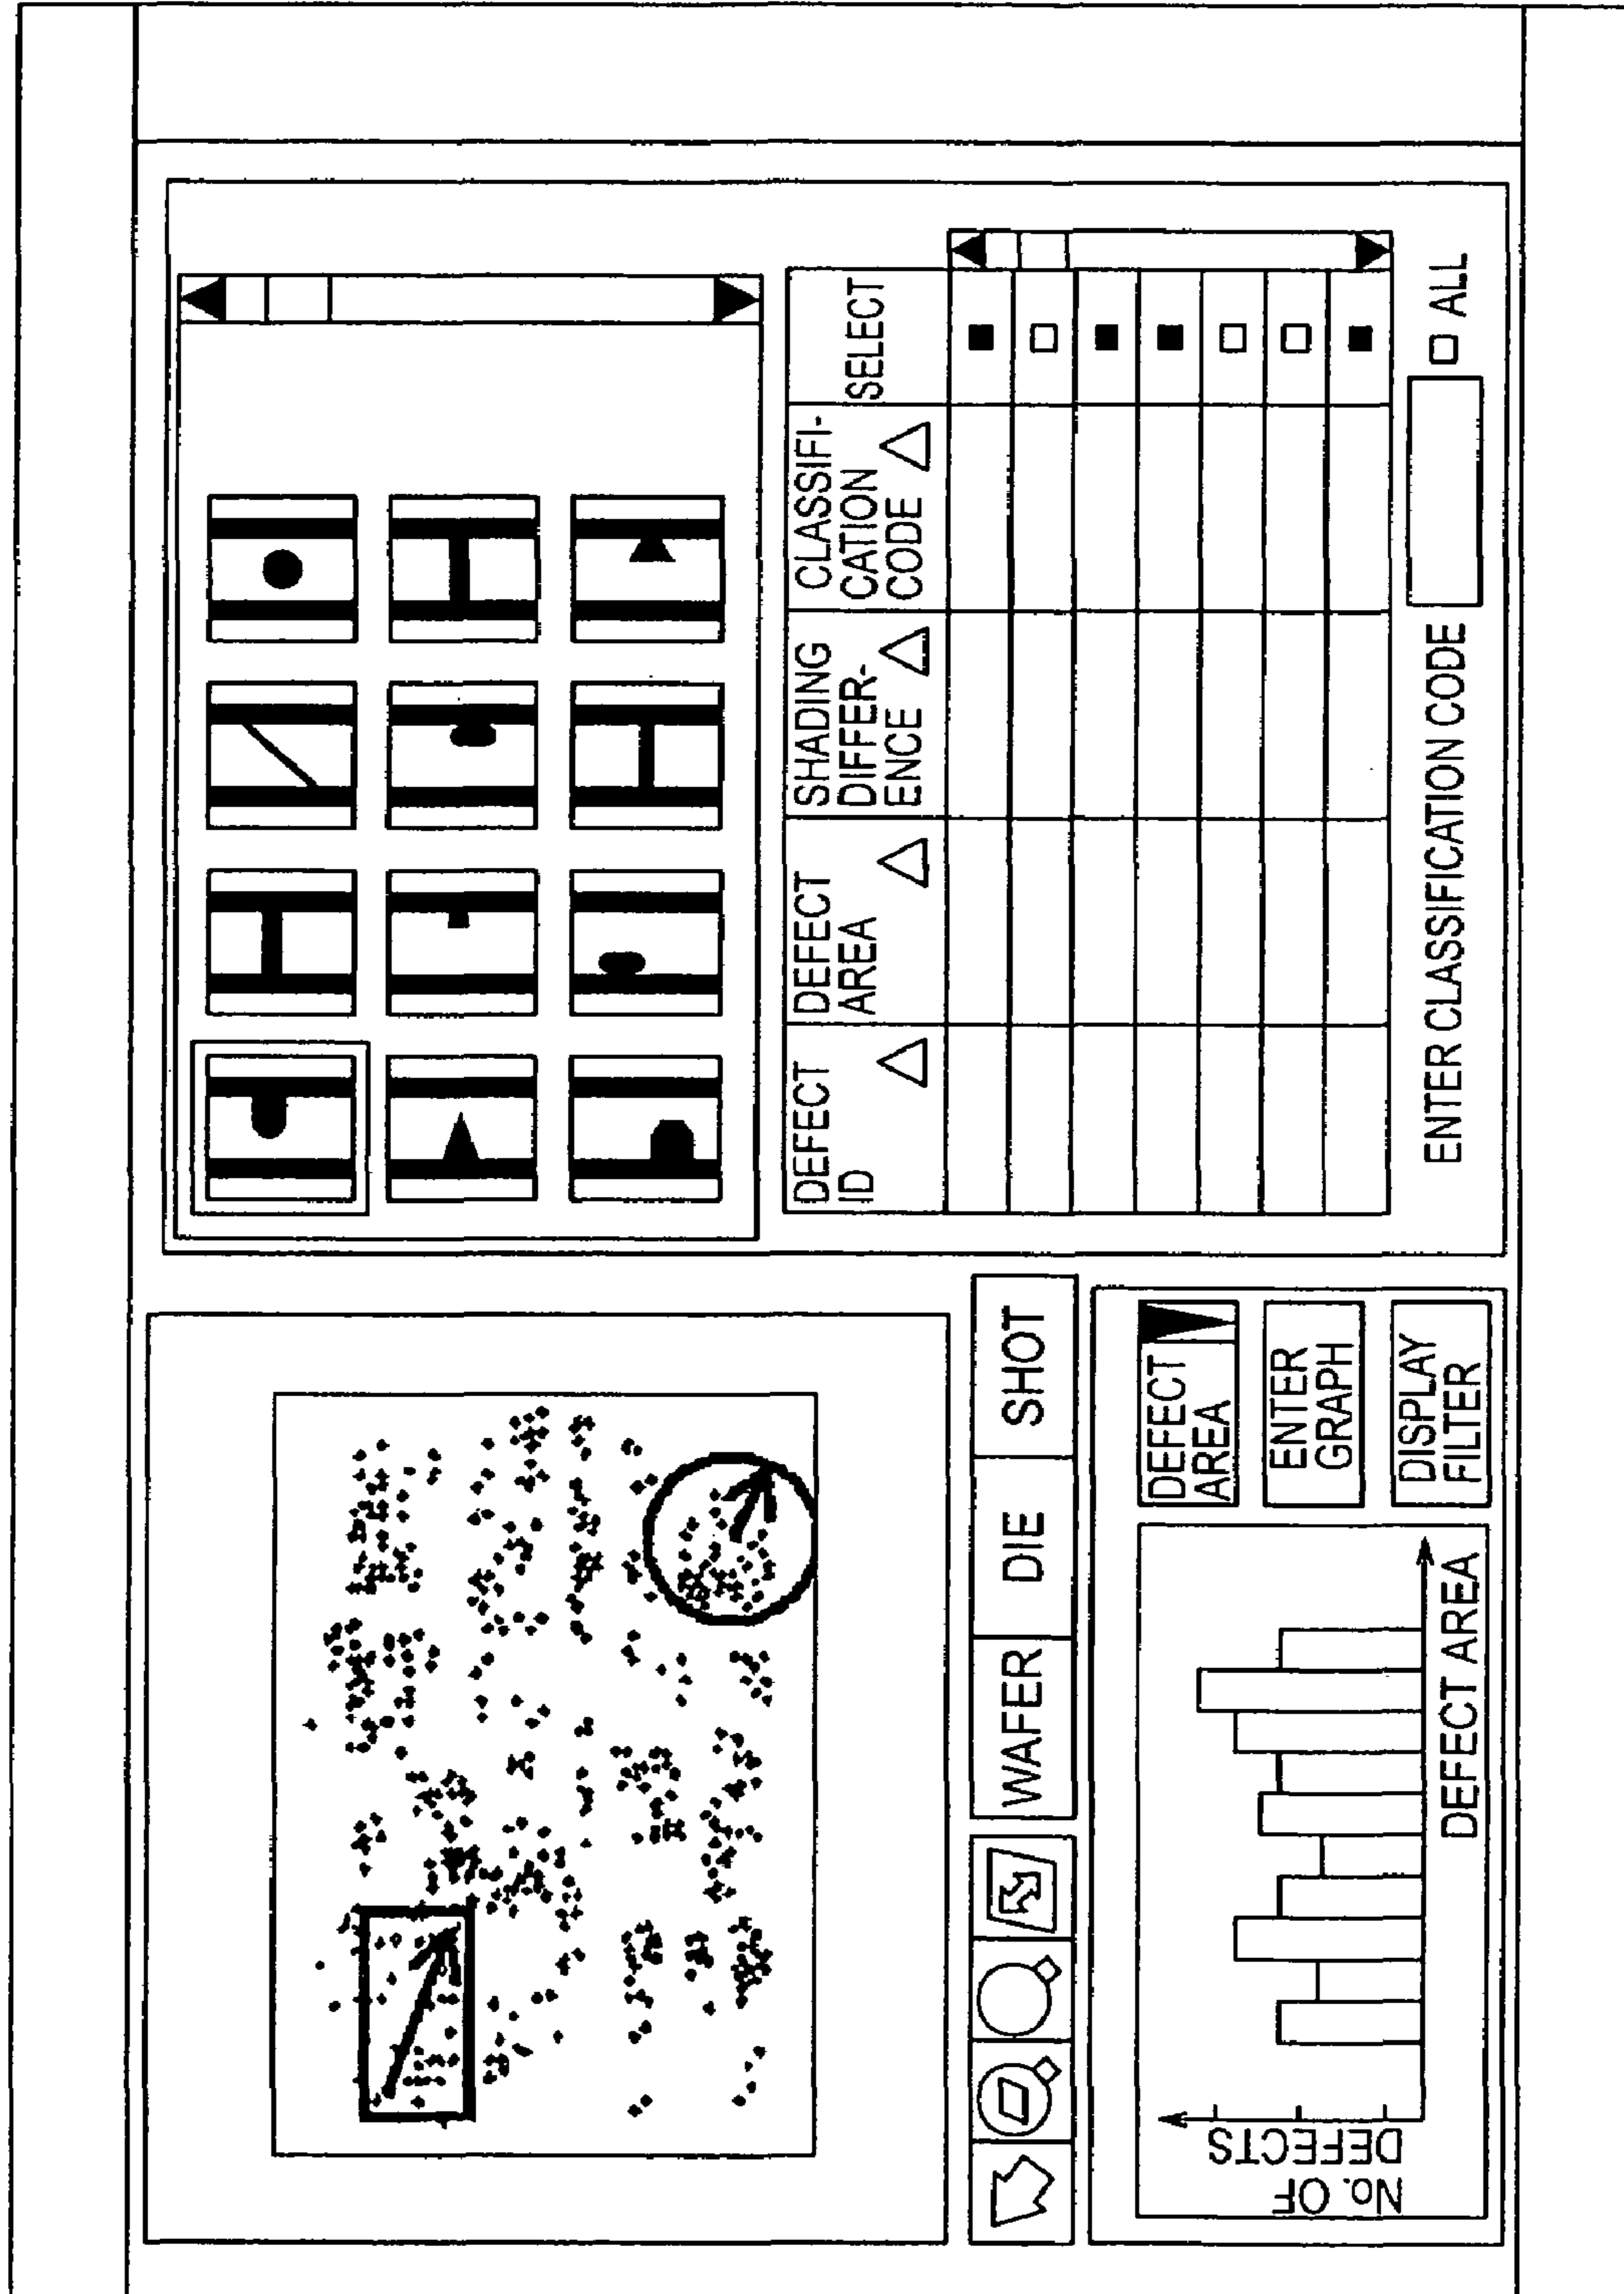 WAFER
DIE
SHOT
No. OF
DEFECTS
DEFECT AREA
DEFECT
AREA
ENTER
GRAPH
DISPLAY
FILTER
DEFECT
ID
DEFECT
AREA
SHADING
DIFFER-
ENCE
CLASSIFI-
CATION
CODE
SELECT
ENTER CLASSIFICATION CODE
ALL